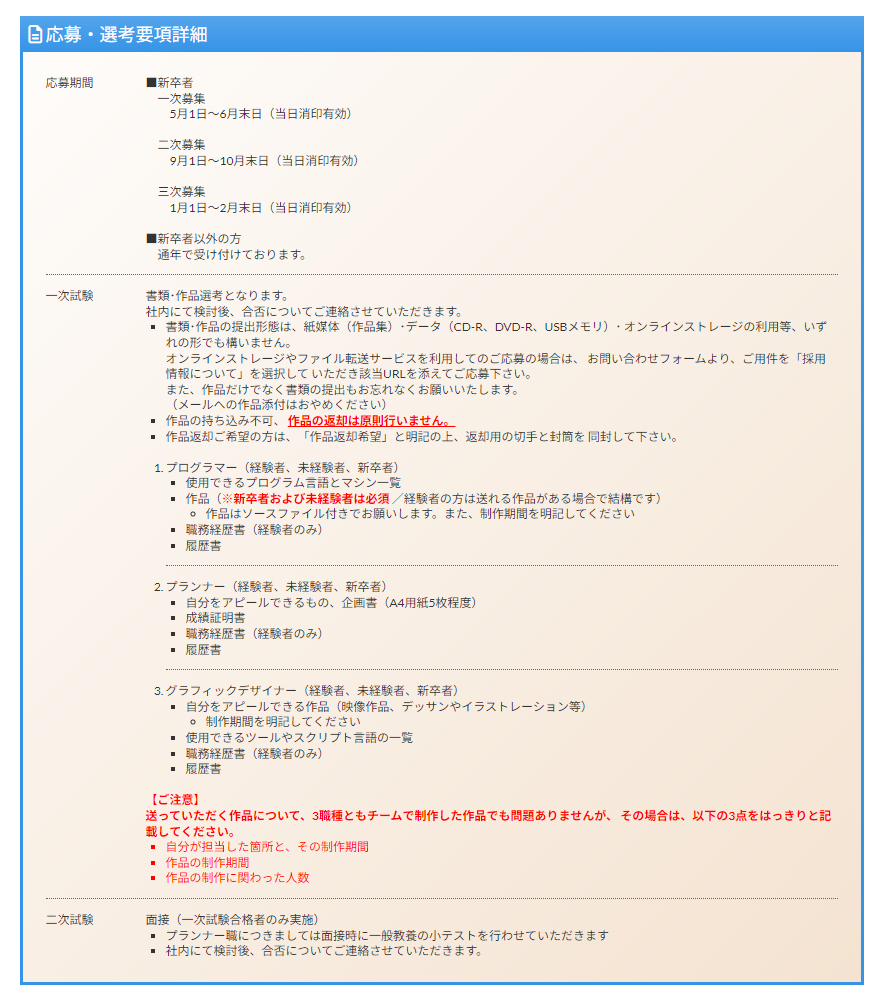 応募・選考要項詳細
応募期間
■新卒者
一次募集
5月1日～6月末日（当日消印有効）
二次募集
9月1日～10月末日（当日消印有効）
三次募集
1月1日～2月末日（当日消印有効）
■新卒者以外の方
通年で受け付けております。
一次試験
書類･作品選考となります。
社内にて検討後、合否についてご連絡させていただきます。
▪ 書類･作品の提出形態は、紙媒体（作品集）･データ（CD-R、DVD-R、USBメモリ）･ オンラインストレージの利用等、いず
れの形でも構いません。
オンラインストレージやファイル転送サービスを利用してのご応募の場合は、 お問い合わせフォームより、ご用件を「採用
情報について」を選択して いただき該当URLを添えてご応募下さい。
また、作品だけでなく書類の提出もお忘れなくお願いいたします。
（メールへの作品添付はおやめください）
▪ 作品の持ち込み不可、 作品の返却は原則行いません。
▪ 作品返却ご希望の方は、「作品返却希望」と明記の上、返却用の切手と封筒を 同封して下さい。
1. プログラマー（経験者、未経験者、新卒者）
▪ 使用できるプログラム言語とマシン一覧
▪ 作品（※新卒者および未経験者は必須 ／経験者の方は送れる作品がある場合で結構です）
◦ 作品はソースファイル付きでお願いします。また、制作期間を明記してください
▪ 職務経歴書（経験者のみ）
▪ 履歴書
2. プランナー（経験者、未経験者、新卒者）
▪ 自分をアピールできるもの、企画書（A4用紙5枚程度）
▪ 成績証明書
▪ 職務経歴書（経験者のみ）
▪ 履歴書
3. グラフィックデザイナー（経験者、未経験者、新卒者）
▪ 自分をアピールできる作品（映像作品、デッサンやイラストレーション等）
◦ 制作期間を明記してください
▪ 使用できるツールやスクリプト言語の一覧
▪ 職務経歴書（経験者のみ）
▪ 履歴書
【ご注意】
送っていただく作品について、3職種ともチームで制作した作品でも問題ありませんが、 その場合は、以下の3点をはっきりと記
載してください。
▪ 自分が担当した箇所と、その制作期間
▪ 作品の制作期間
▪ 作品の制作に関わった人数
二次試験
面接（一次試験合格者のみ実施）
▪ プランナー職につきましては面接時に一般教養の小テストを行わせていただきます
▪ 社内にて検討後、合否についてご連絡させていただきます。